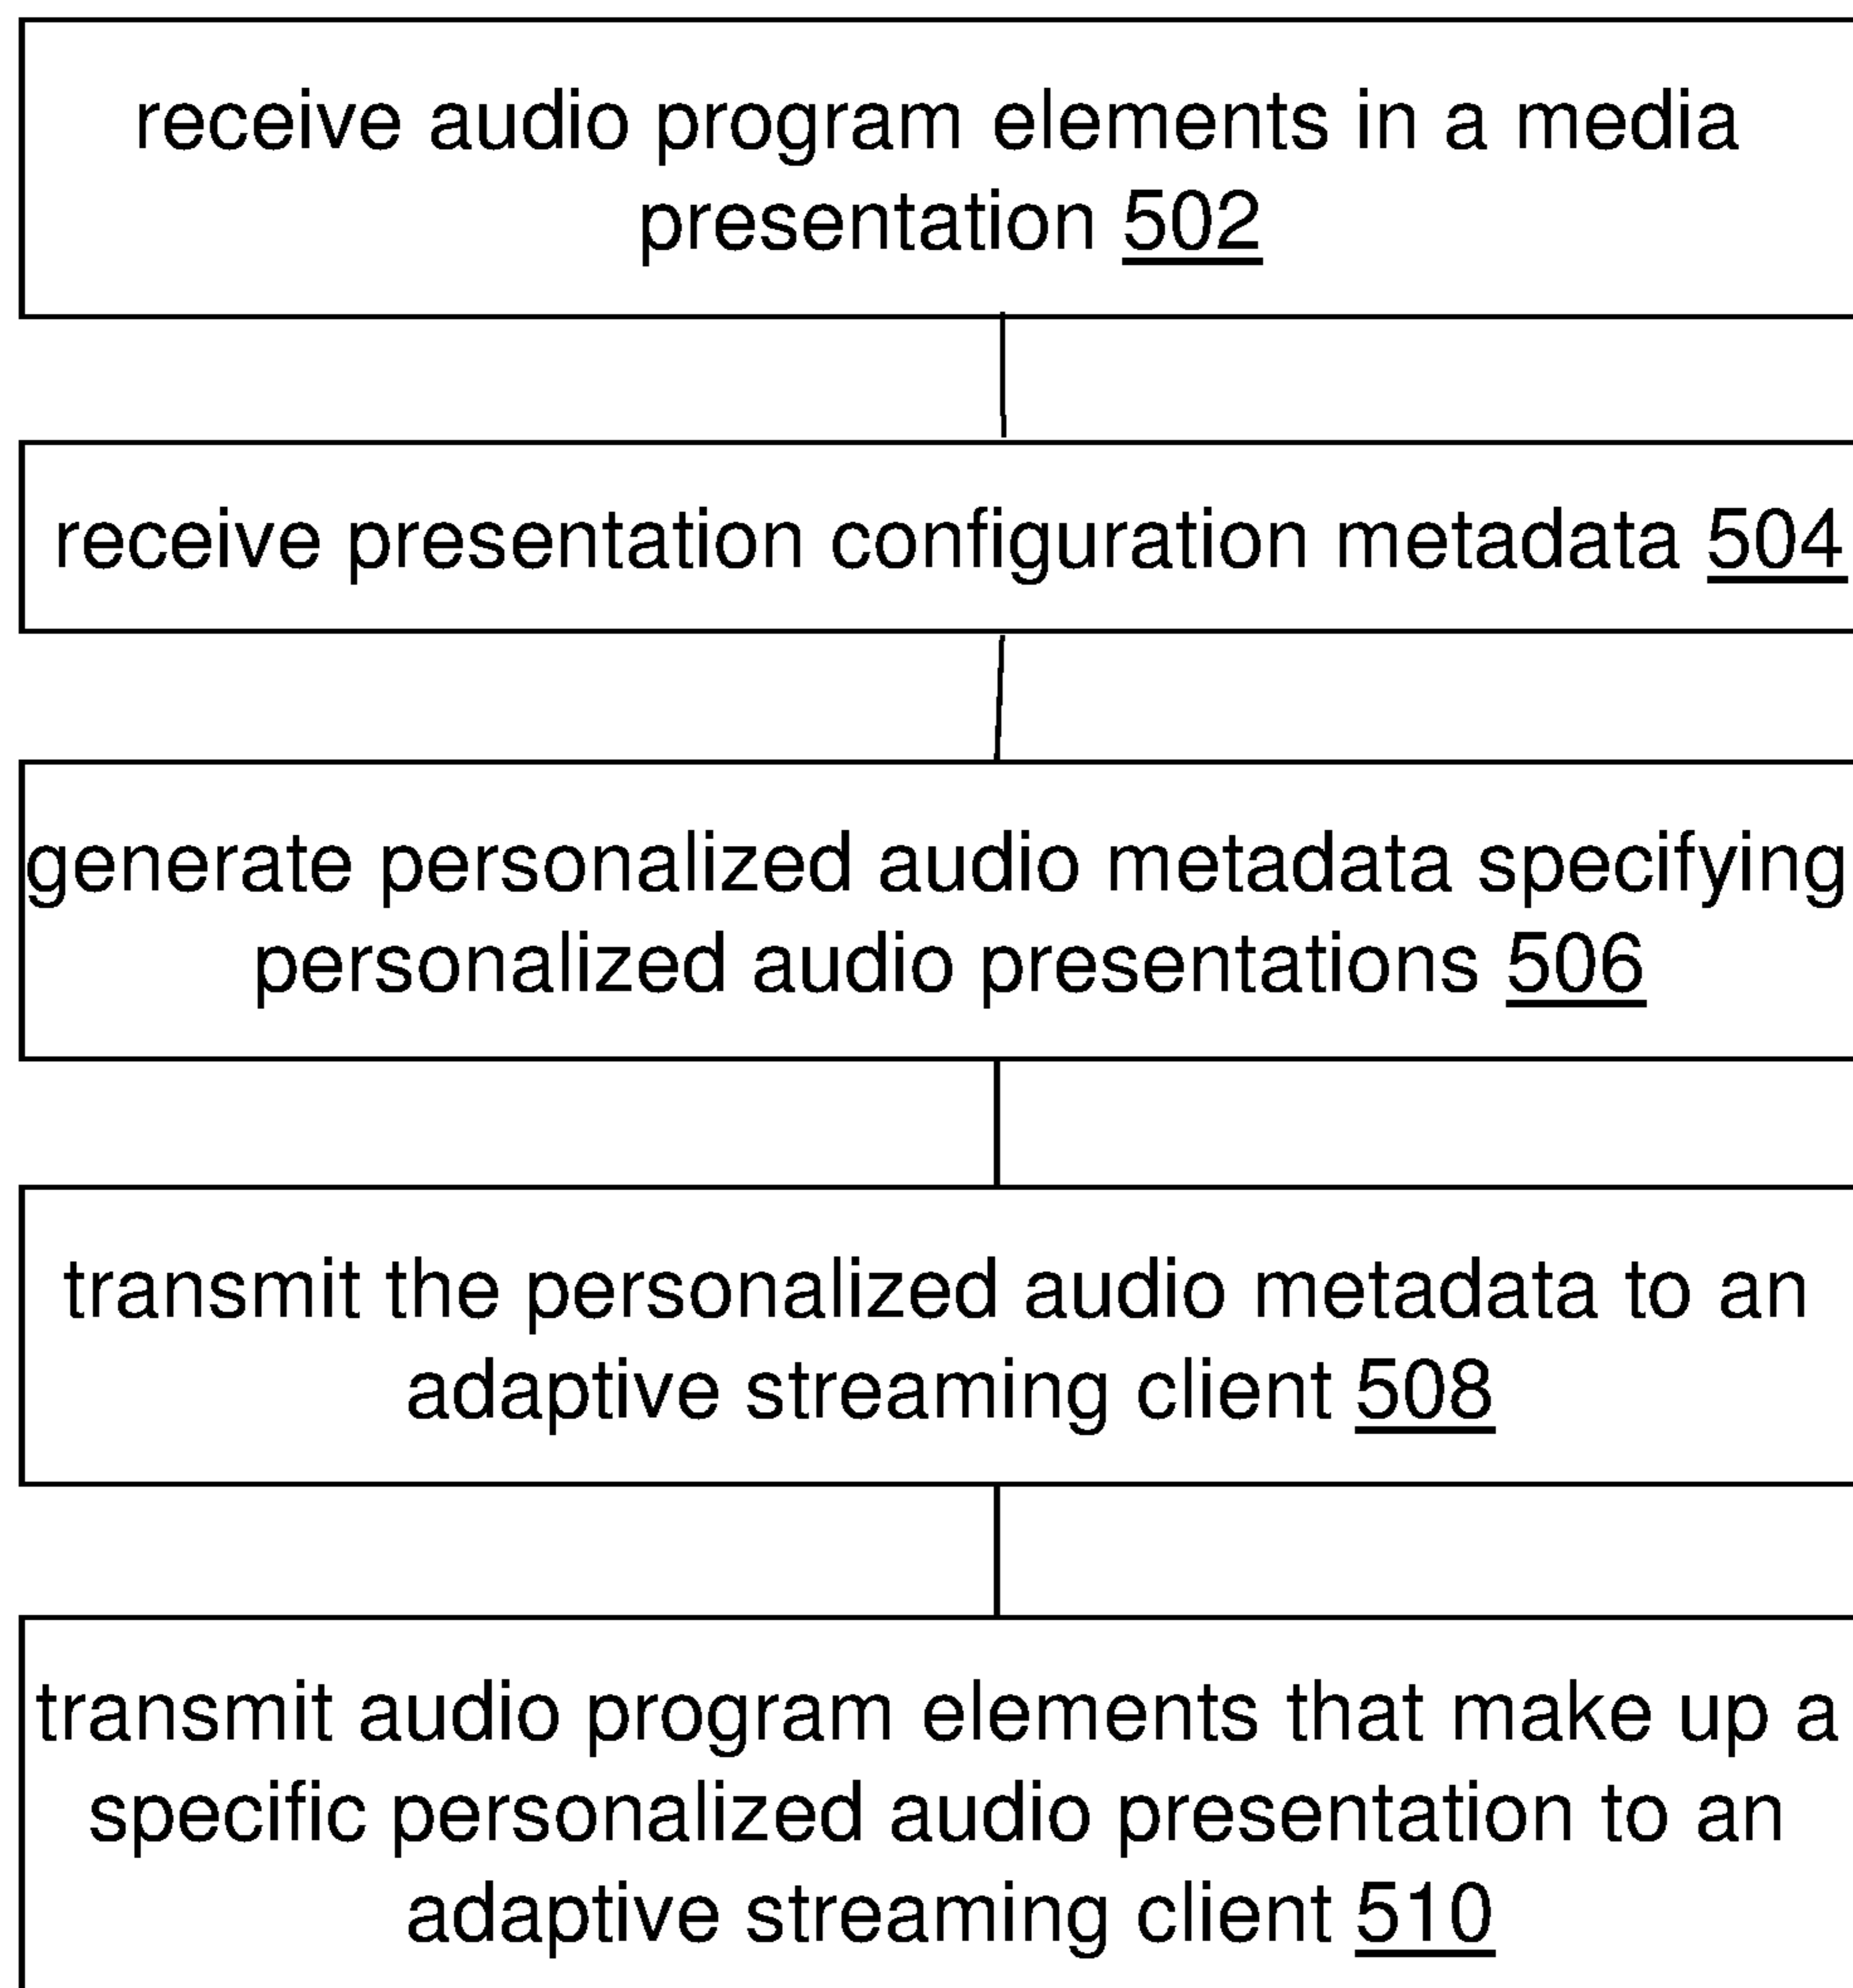 receive audio program elements in a media
presentation 502
receive presentation configuration metadata 504
generate personalized audio metadata specifying
personalized audio presentations 506
transmit the personalized audio metadata to an
adaptive streaming client 508
transmit audio program elements that make up a
specific personalized audio presentation to an
adaptive streaming client 510